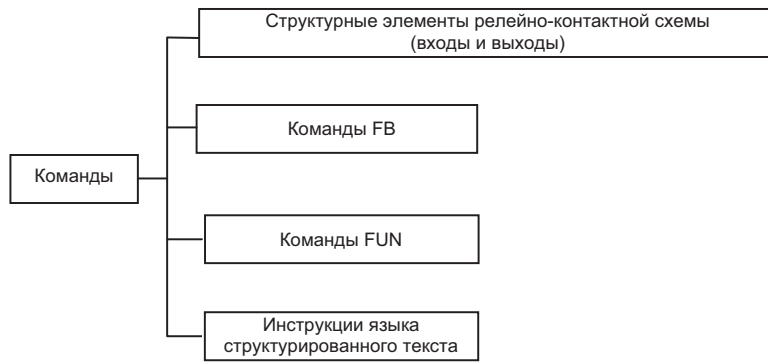 Структурные элементы релейно-контактной схемы
(входы и выходы)
Команды FB
Команды
Команды FUN
Инструкции языка
структурированного текста